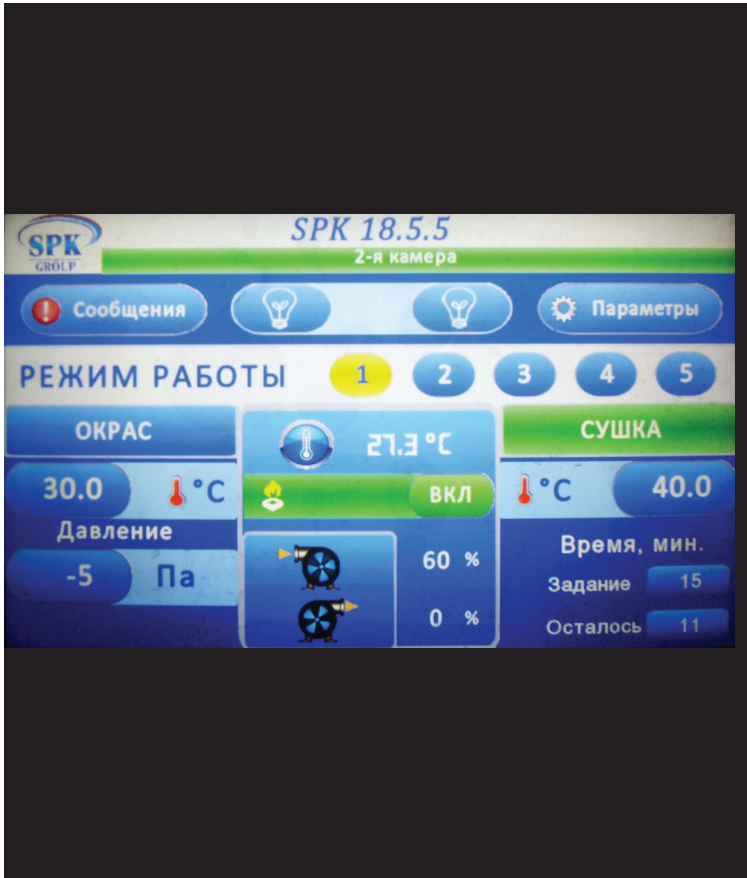 SPK
GROUP
SPK 18.5.5
2-я камера
Сообщения
Параметры
РЕЖИМ РАБОТЫ 1 2 3 4 5
ОКРАС
30.0 °C
Давление
-5 Па
27.3 °C
ВКЛ
60 %
0 %
СУШКА
°C 40.0
Время, мин.
Задание 15
Осталось 11